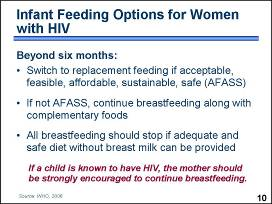 Infant Feeding Options for Women
with HIV
Beyond six months:
• Switch to replacement feeding if acceptable,
feasible, affordable, sustainable, safe (AFASS)
• If not AFASS, continue breastfeeding along with
complementary foods
• All breastfeeding should stop if adequate and
safe diet without breast milk can be provided
If a child is known to have HIV, the mother should
be strongly encouraged to continue breastfeeding.
Source: WHO, 2006
10